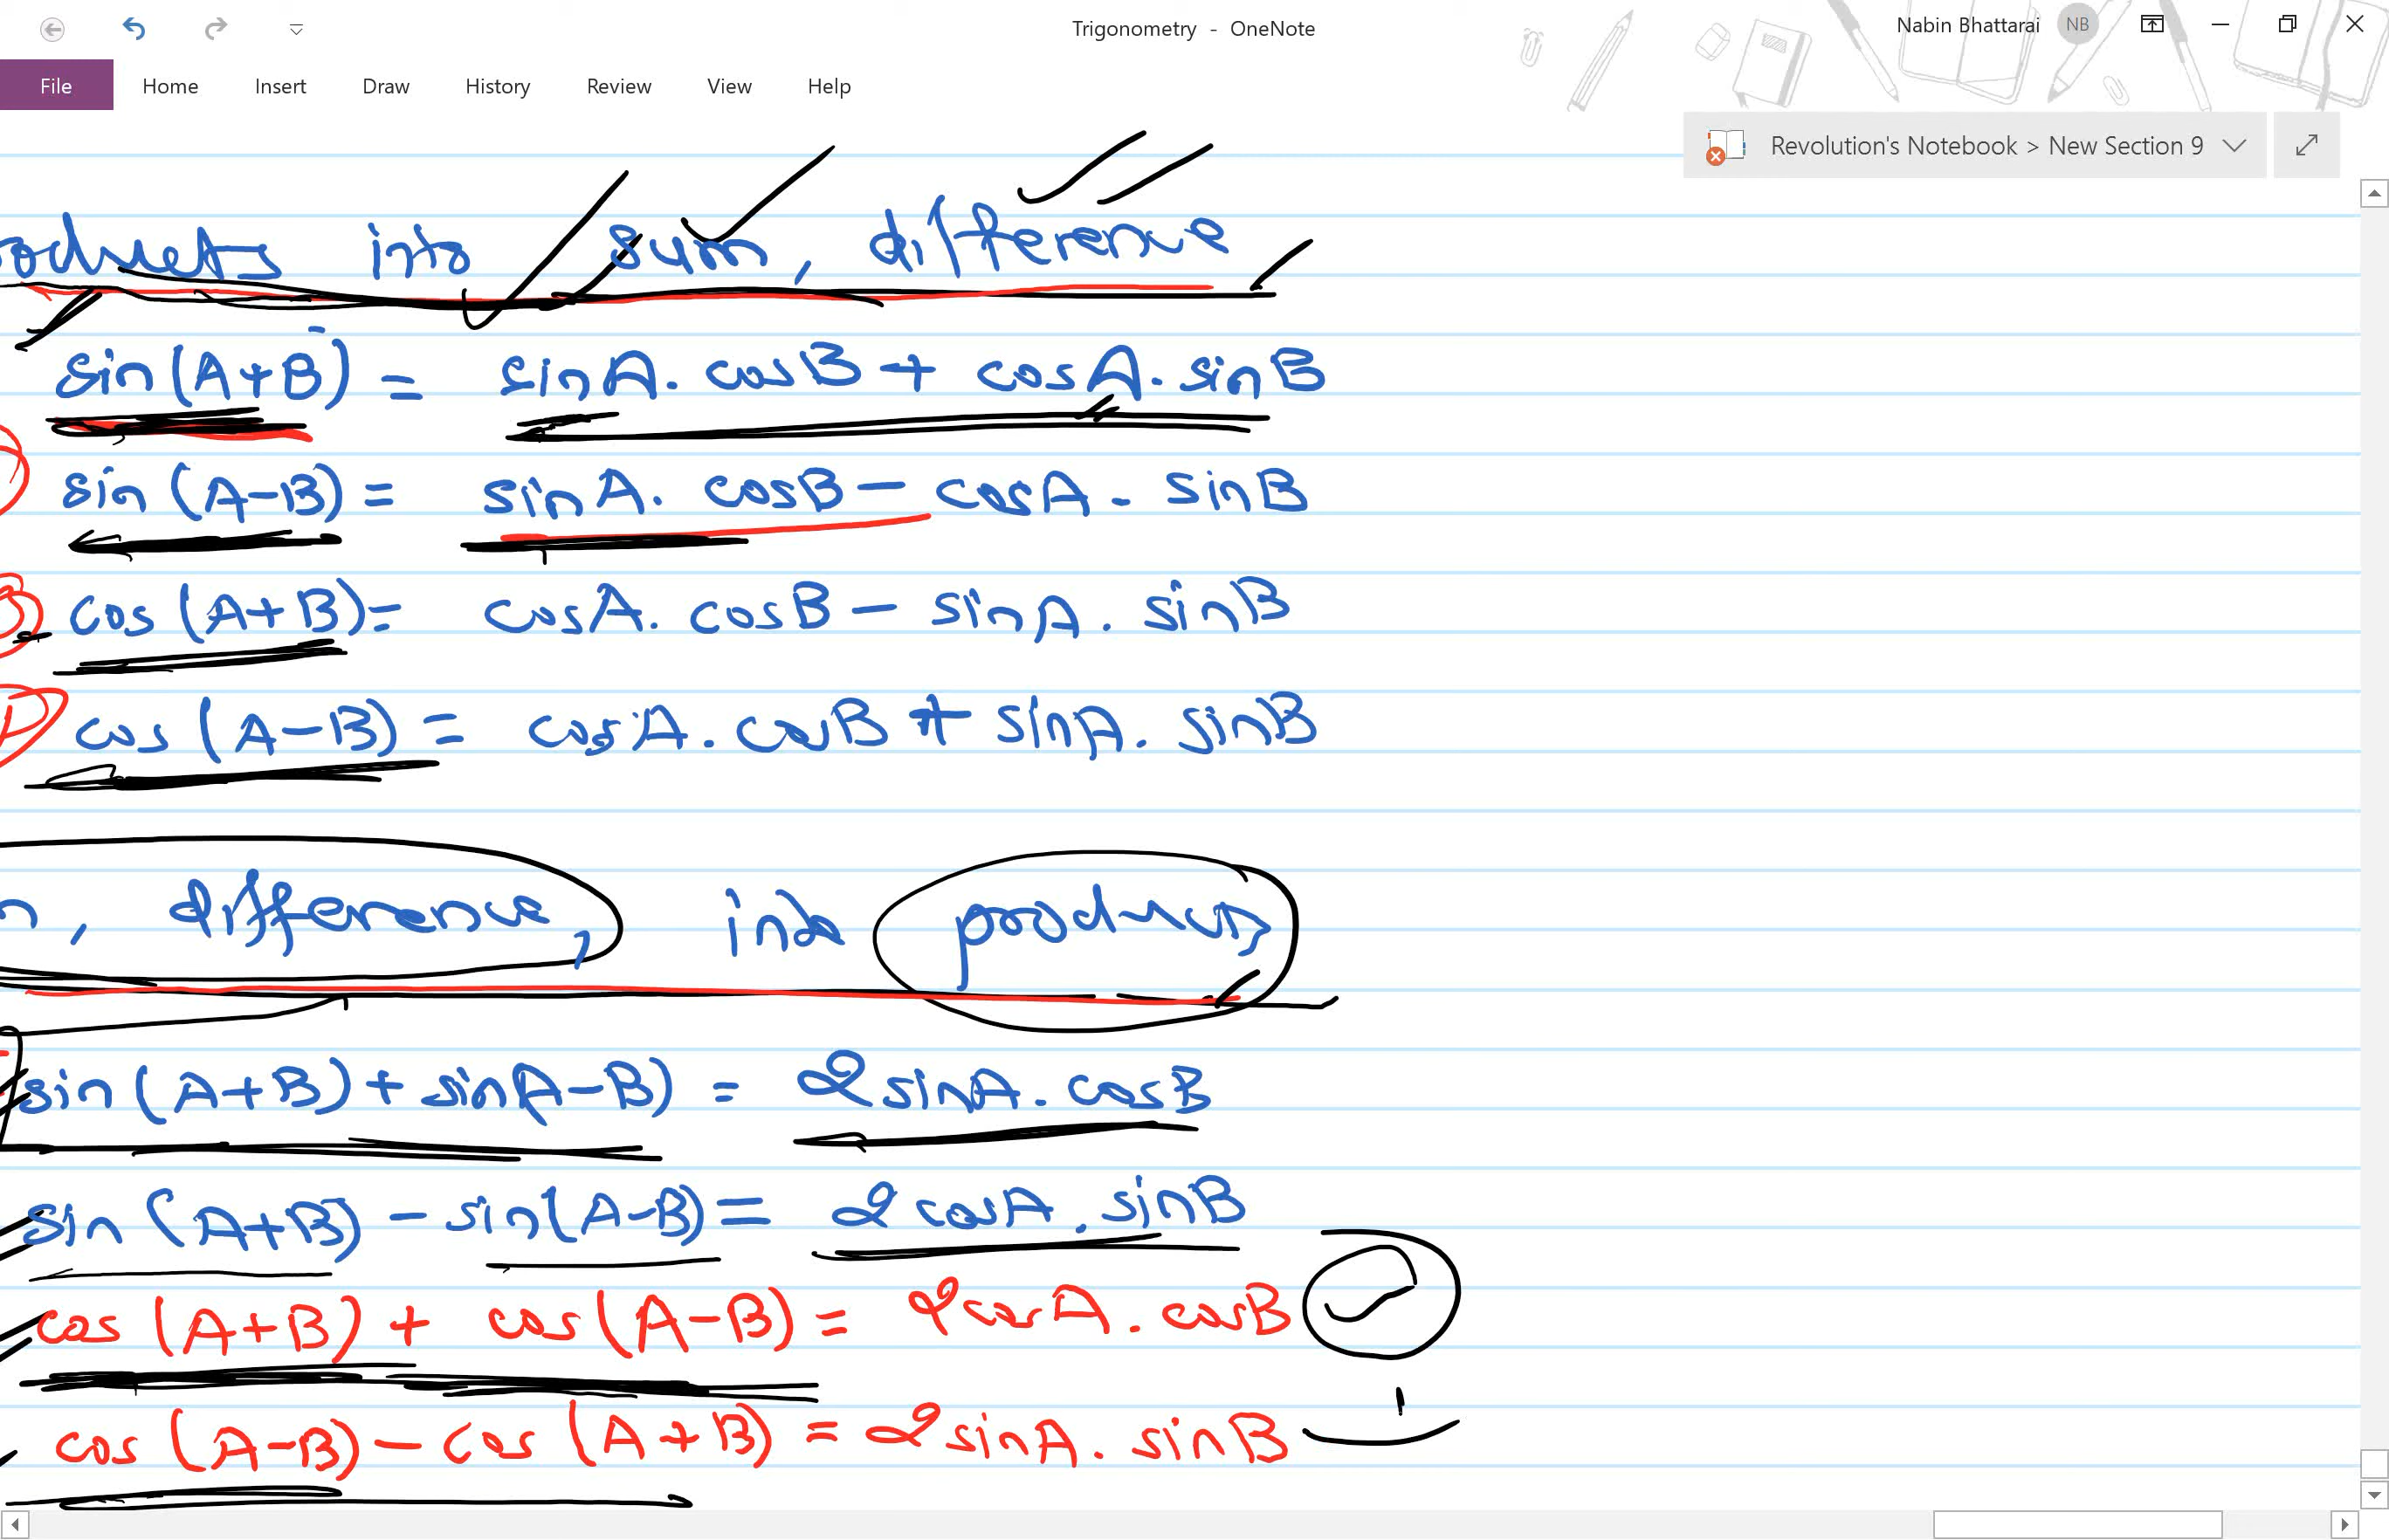 Trigonometry - OneNote
Nabin Bhattarai NB
File Home Insert Draw History Review View Help
Revolution's Notebook > New Section 9
oducts into sum, difference
sin(A+B) = sinA. cosB + cosA. sinB
sin (A-B) = sinA. cosB - cosA - sinB
cos (A+B) = cosA. cosB - sinA. sinB
cos (A-B) = cosA. cosB + sinA. sinB
n, difference, into products
sin(A+B) + sin(A-B) = 2sinA. cosB
sin (A+B) - sin(A-B) = 2cosA. sinB
cos (A+B) + cos(A-B) = 2cosA. cosB
cos (A-B) - cos (A+B) = 2sinA. sinB